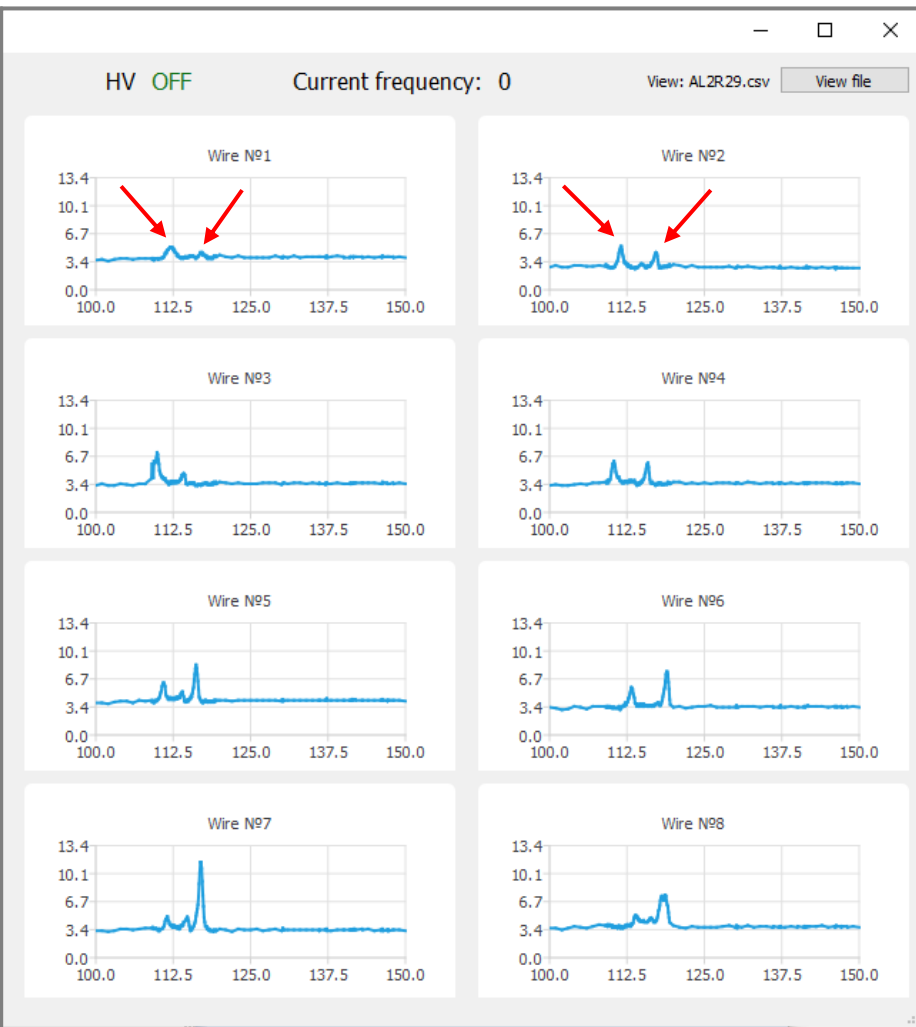 HV OFF Current frequency: 0 View: AL2R29.csv View file
Wire №1
13.4
10.1
6.7
3.4
0.0
100.0 112.5 125.0 137.5 150.0
Wire №2
13.4
10.1
6.7
3.4
0.0
100.0 112.5 125.0 137.5 150.0
Wire №3
13.4
10.1
6.7
3.4
0.0
100.0 112.5 125.0 137.5 150.0
Wire №4
13.4
10.1
6.7
3.4
0.0
100.0 112.5 125.0 137.5 150.0
Wire №5
13.4
10.1
6.7
3.4
0.0
100.0 112.5 125.0 137.5 150.0
Wire №6
13.4
10.1
6.7
3.4
0.0
100.0 112.5 125.0 137.5 150.0
Wire №7
13.4
10.1
6.7
3.4
0.0
100.0 112.5 125.0 137.5 150.0
Wire №8
13.4
10.1
6.7
3.4
0.0
100.0 112.5 125.0 137.5 150.0